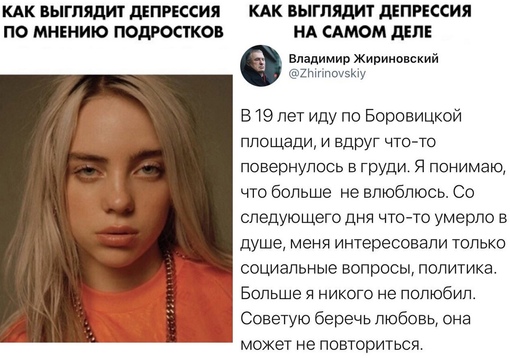 КАК ВЫГЛЯДИТ ДЕПРЕССИЯ
ПО МНЕНИЮ ПОДРОСТКОВ
КАК ВЫГЛЯДИТ ДЕПРЕССИЯ
НА САМОМ ДЕЛЕ
Владимир Жириновский
@Zhirinovskiy
В 19 лет иду по Боровицкой
площади, и вдруг что-то
повернулось в груди. Я понимаю,
что больше не влюблюсь. Со
следующего дня что-то умерло в
душе, меня интересовали только
социальные вопросы, политика.
Больше я никого не полюбил.
Советую беречь любовь, она
может не повториться.